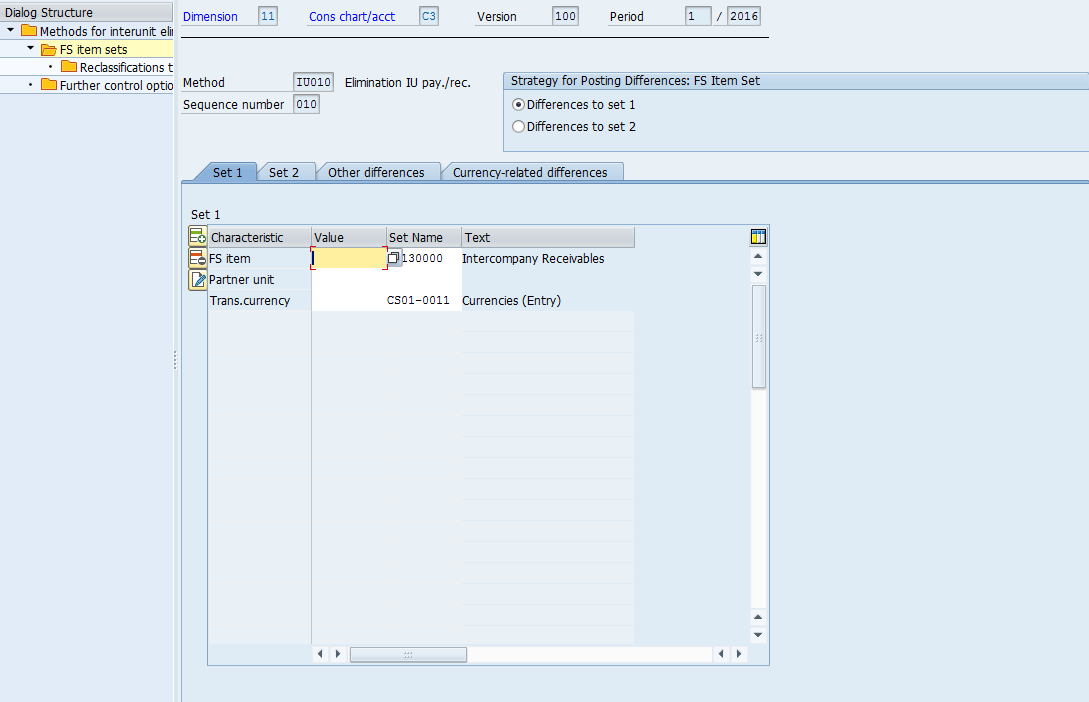 Dialog Structure
Methods for interunit eli
FS item sets
Reclassifications t
Further control optio
Dimension 11 Cons chart/acct C3 Version 100 Period 1 / 2016
Method IU010 Elimination IU pay./rec.
Sequence number 010
Strategy for Posting Differences: FS Item Set
Differences to set 1
Differences to set 2
Set 1 Set 2 Other differences Currency-related differences
Set 1
Characteristic Value Set Name Text
FS item 130000 Intercompany Receivables
Partner unit
Trans.currency CS01-0011 Currencies (Entry)